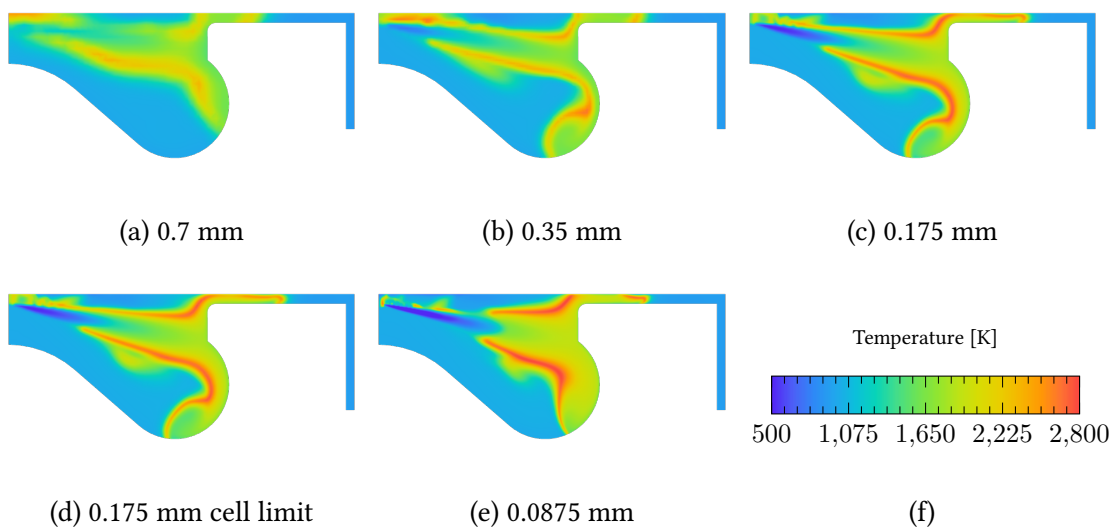 (a) 0.7 mm
(b) 0.35 mm
(c) 0.175 mm
Temperature [K]
500 1,075 1,650 2,225 2,800
(d) 0.175 mm cell limit
(e) 0.0875 mm
(f)